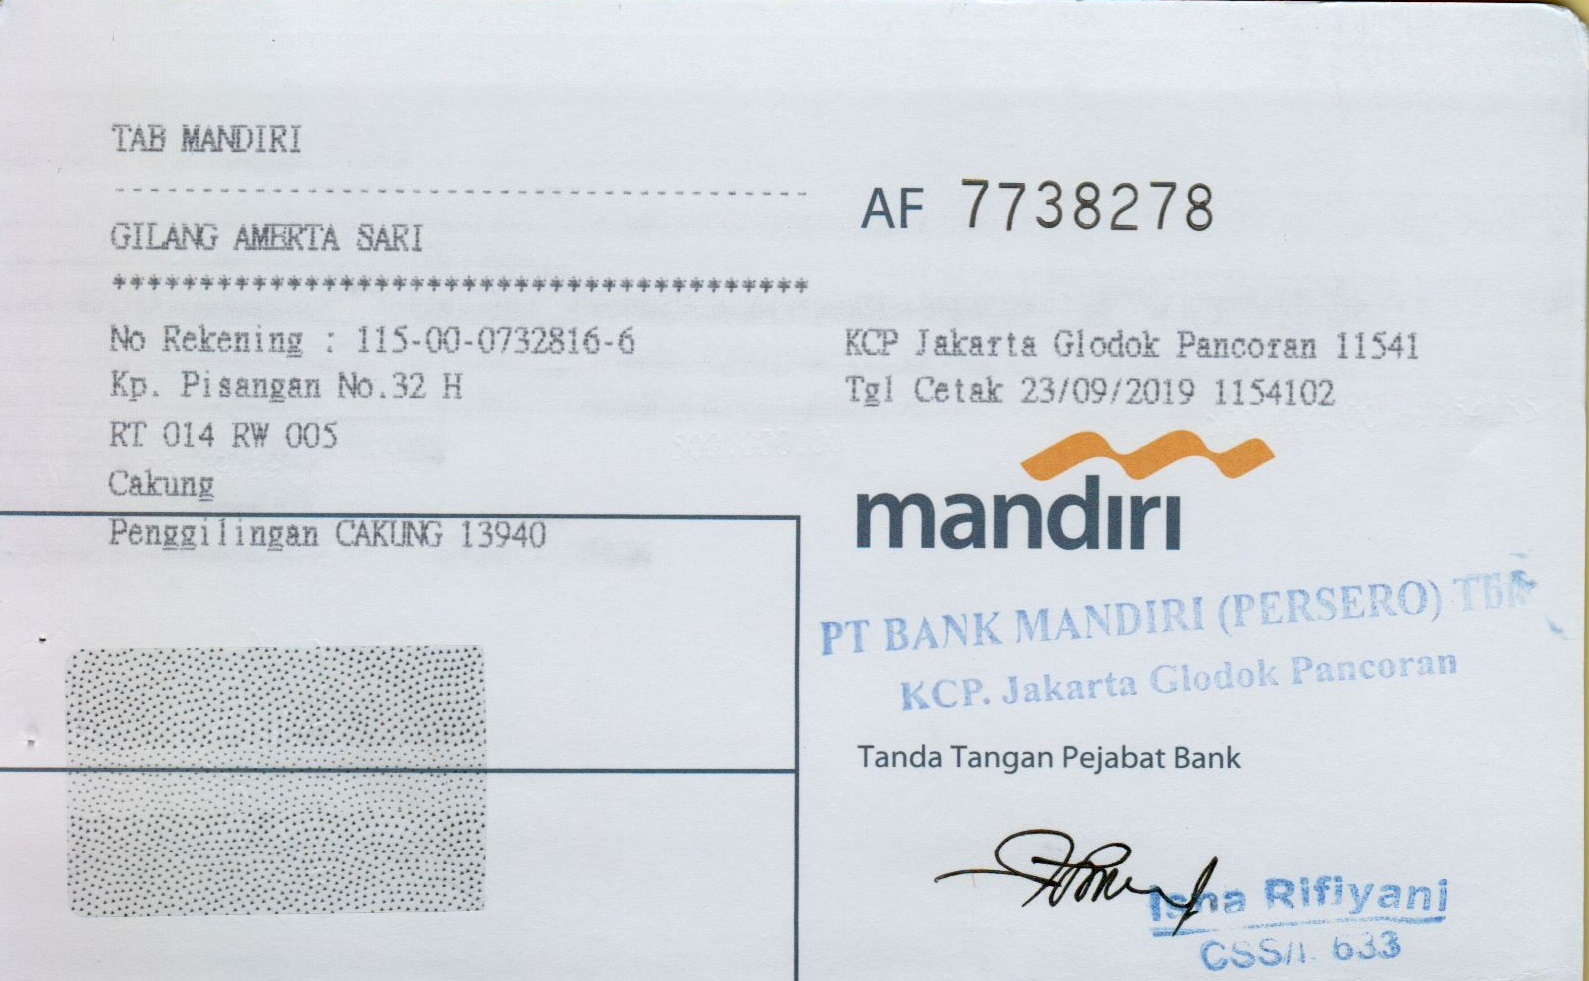 TAB MANDIRI
GILANG AMERTA SARI
***************************************
No Rekening : 115-00-0732816-6
Kp. Pisangan No.32 H
RT 014 RW 005
Cakung
Penggilingan CAKUNG 13940
AF 7738278
KCP Jakarta Glodok Pancoran 11541
Tgl Cetak 23/09/2019 1154102
mandırı
PT BANK MANDIRI (PERSERO) Tbk
KCP. Jakarta Glodok Pancoran
Tanda Tangan Pejabat Bank
Isna Rifiyani
633